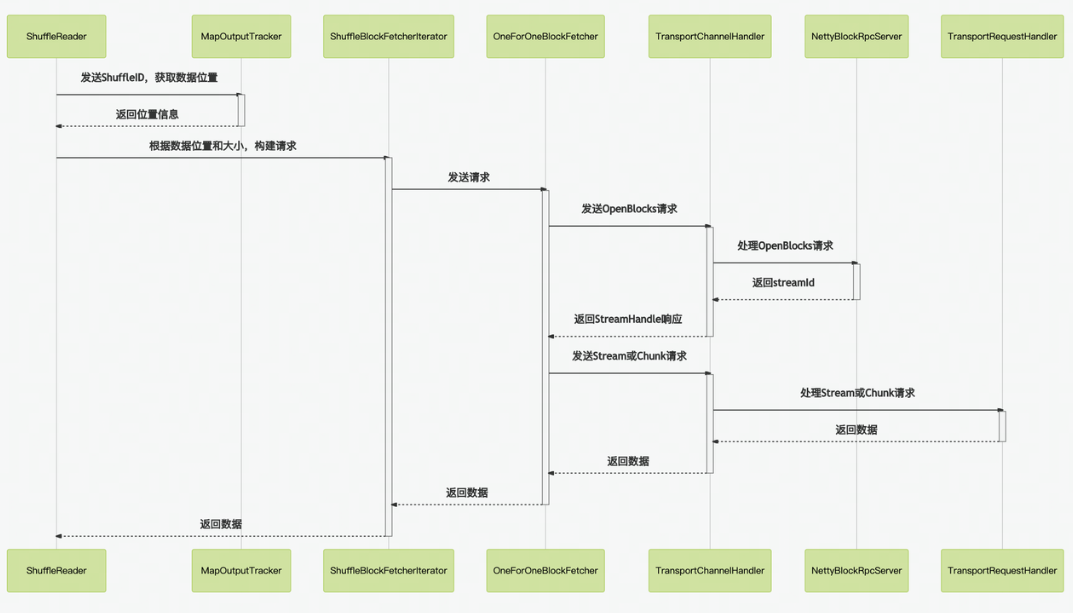 ShuffleReader
MapOutputTracker
ShuffleBlockFetcherIterator
OneForOneBlockFetcher
TransportChannelHandler
NettyBlockRpcServer
TransportRequestHandler
发送ShuffleID，获取数据位置
返回位置信息
根据数据位置和大小，构建请求
发送请求
发送OpenBlocks请求
处理OpenBlocks请求
返回streamId
返回StreamHandle响应
发送Stream或Chunk请求
处理Stream或Chunk请求
返回数据
返回数据
返回数据
返回数据
ShuffleReader
MapOutputTracker
ShuffleBlockFetcherIterator
OneForOneBlockFetcher
TransportChannelHandler
NettyBlockRpcServer
TransportRequestHandler